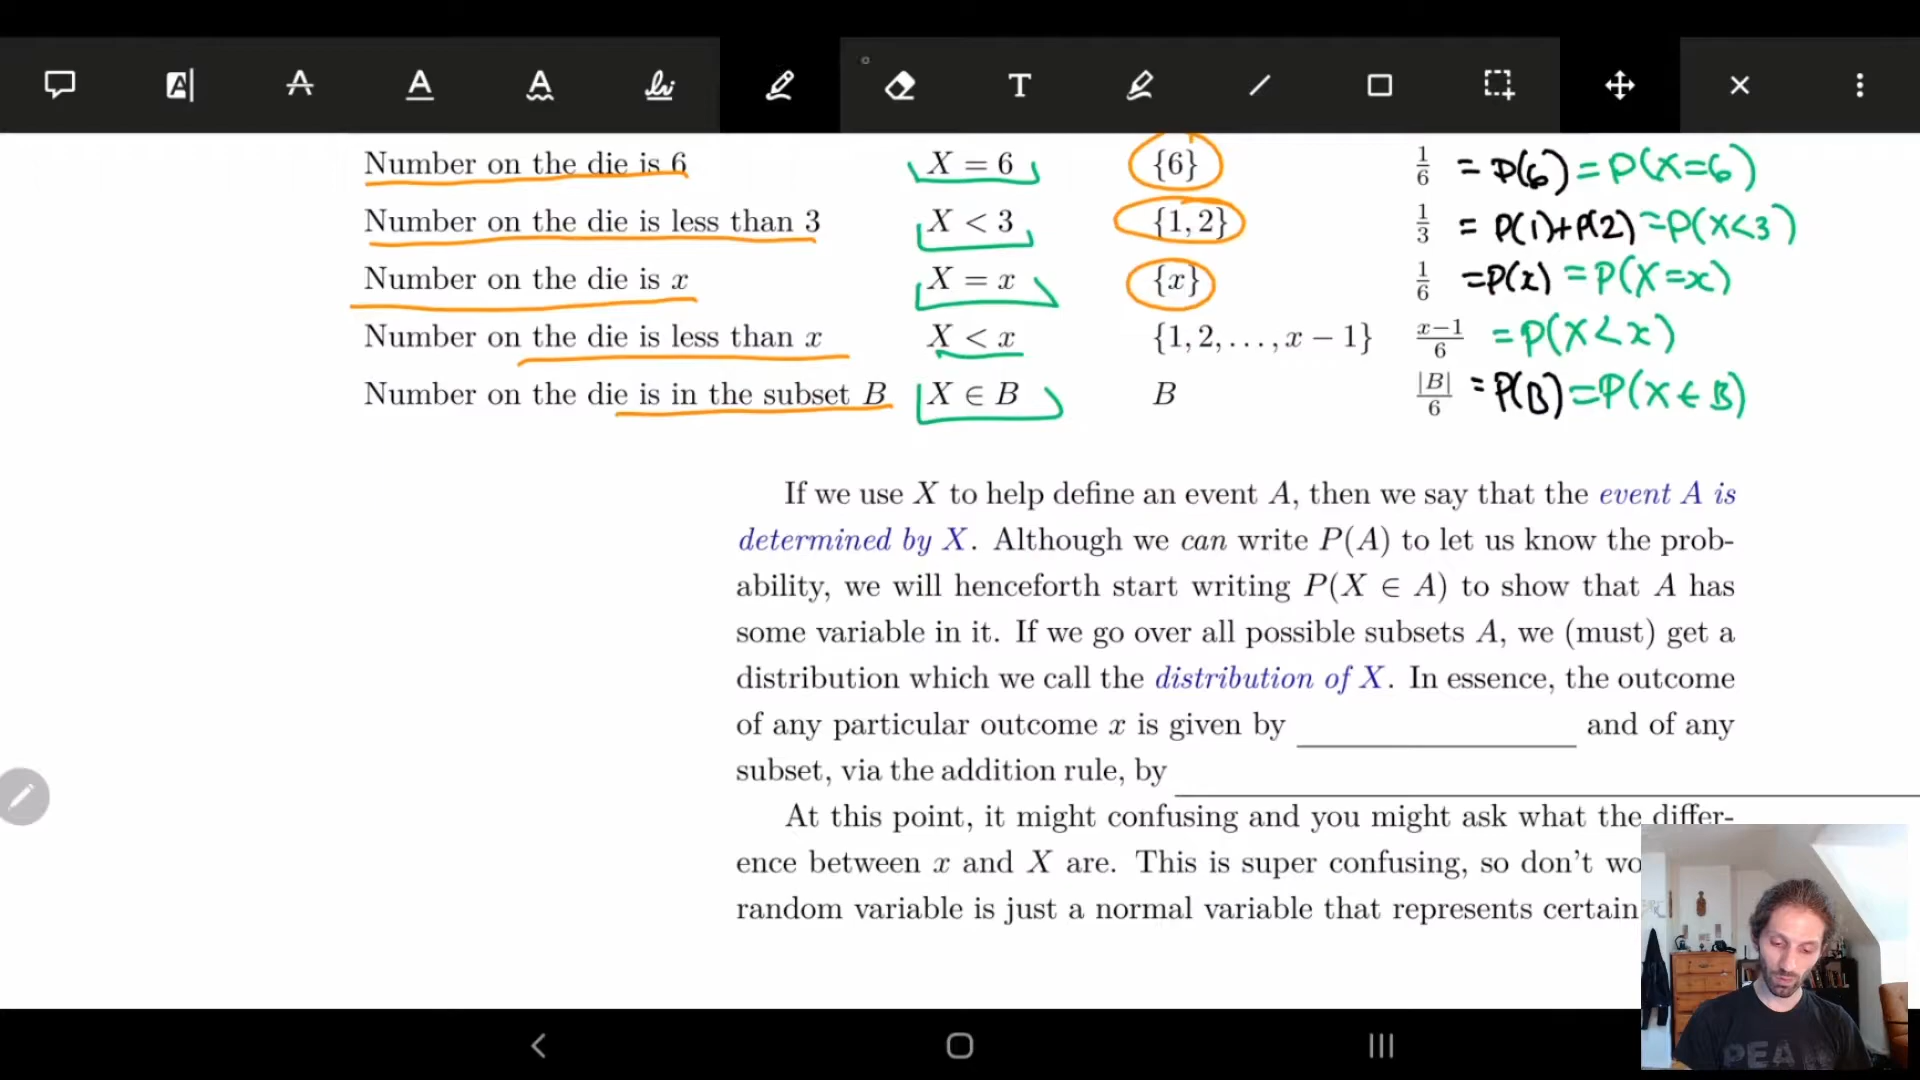 Number on the die is 6 X = 6 {6} 1/6 = P(6) = P(X=6)
Number on the die is less than 3 X < 3 {1, 2} 1/3 = P(1)+P(2) = P(X<3)
Number on the die is x X = x {x} 1/6 = P(x) = P(X=x)
Number on the die is less than x X < x {1, 2, . . . , x − 1} x−1/6 = P(X<x)
Number on the die is in the subset B X ∈ B B |B|/6 = P(B) = P(X∈B)
If we use X to help define an event A, then we say that the event A is
determined by X. Although we can write P(A) to let us know the prob-
ability, we will henceforth start writing P(X ∈ A) to show that A has
some variable in it. If we go over all possible subsets A, we (must) get a
distribution which we call the distribution of X. In essence, the outcome
of any particular outcome x is given by ____________ and of any
subset, via the addition rule, by ____________
At this point, it might confusing and you might ask what the differ-
ence between x and X are. This is super confusing, so don't wo
random variable is just a normal variable that represents certain
PEA